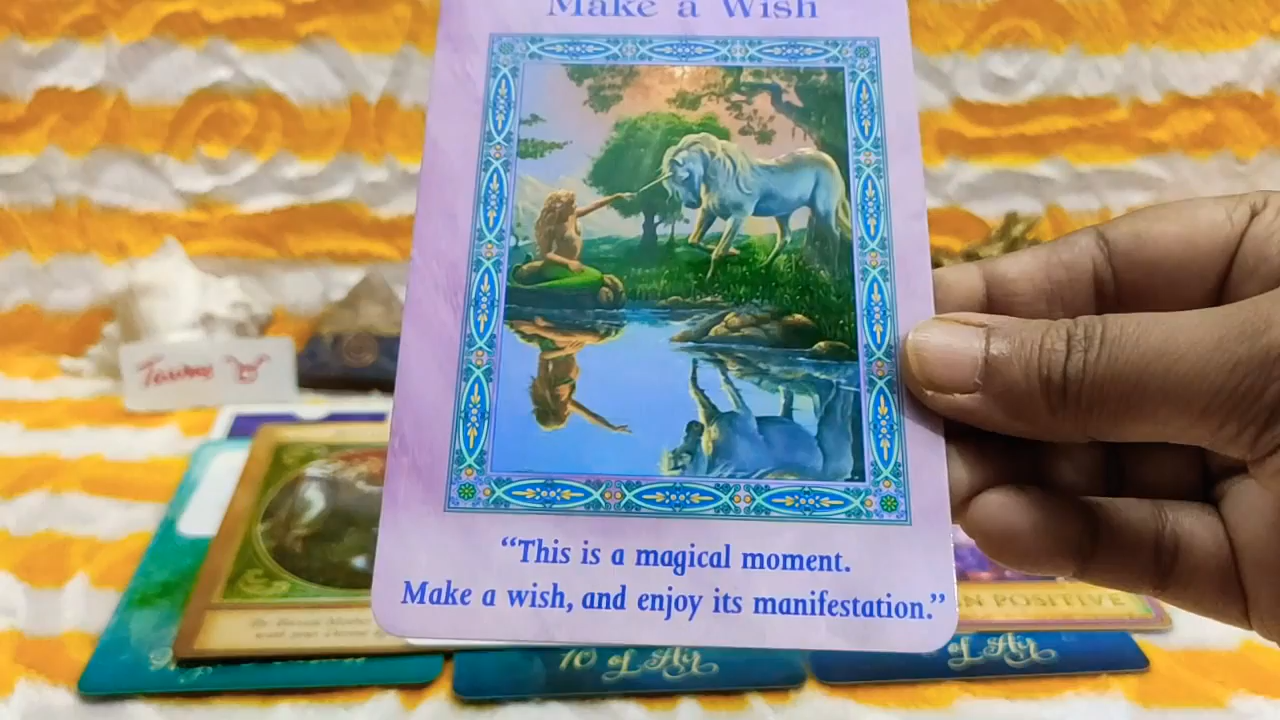 Make a Wish
Taurus
"This is a magical moment.
Make a wish, and enjoy its manifestation."
N POSITIVE
10 of Air
of Air